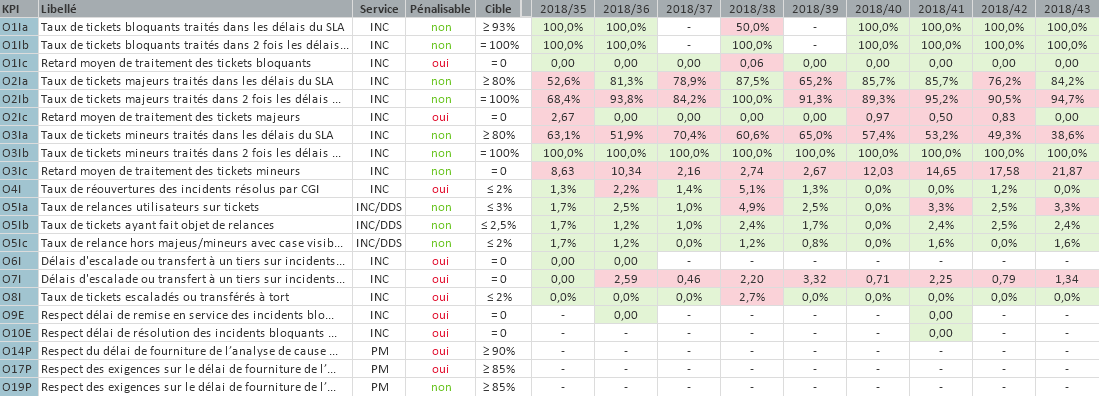 KPI Libellé Service Pénalisable Cible 2018/35 2018/36 2018/37 2018/38 2018/39 2018/40 2018/41 2018/42 2018/43
O1Ia Taux de tickets bloquants traités dans les délais du SLA INC non ≥ 93% 100,0% 100,0% - 50,0% - 100,0% 100,0% 100,0% 100,0%
O1Ib Taux de tickets bloquants traités dans 2 fois les délais... INC non = 100% 100,0% 100,0% - 100,0% - 100,0% 100,0% 100,0% 100,0%
O1Ic Retard moyen de traitement des tickets bloquants INC oui = 0 0,00 0,00 0,00 0,06 0,00 0,00 0,00 0,00 0,00
O2Ia Taux de tickets majeurs traités dans les délais du SLA INC non ≥ 80% 52,6% 81,3% 78,9% 87,5% 65,2% 85,7% 85,7% 76,2% 84,2%
O2Ib Taux de tickets majeurs traités dans 2 fois les délais ... INC non = 100% 68,4% 93,8% 84,2% 100,0% 91,3% 89,3% 95,2% 90,5% 94,7%
O2Ic Retard moyen de traitement des tickets majeurs INC oui = 0 2,67 0,00 0,00 0,00 0,00 0,97 0,50 0,83 0,00
O3Ia Taux de tickets mineurs traités dans les délais du SLA INC non ≥ 80% 63,1% 51,9% 70,4% 60,6% 65,0% 57,4% 53,2% 49,3% 38,6%
O3Ib Taux de tickets mineurs traités dans 2 fois les délais ... INC non = 100% 100,0% 100,0% 100,0% 100,0% 100,0% 100,0% 100,0% 100,0% 100,0%
O3Ic Retard moyen de traitement des tickets mineurs INC non = 0 8,63 10,34 2,16 2,74 2,67 12,03 14,65 17,58 21,87
O4I Taux de réouvertures des incidents résolus par CGI INC oui ≤ 2% 1,3% 2,2% 1,4% 5,1% 1,3% 0,0% 0,0% 1,2% 0,0%
O5Ia Taux de relances utilisateurs sur tickets INC/DDS non ≤ 3% 1,7% 2,5% 1,0% 4,9% 2,5% 0,0% 3,3% 2,5% 3,3%
O5Ib Taux de tickets ayant fait objet de relances INC/DDS non ≤ 2,5% 1,7% 1,2% 1,0% 2,4% 1,7% 0,0% 2,4% 2,5% 2,4%
O5Ic Taux de relance hors majeus/mineurs avec case visib... INC/DDS non ≤ 2% 1,7% 1,2% 0,0% 1,2% 0,8% 0,0% 1,6% 0,0% 1,6%
O6I Délais d'escalade ou transfert à un tiers sur incidents... INC oui = 0 0,00 0,00 - - - - - - -
O7I Délais d'escalade ou transfert à un tiers sur incidents... INC oui = 0 0,00 2,59 0,46 2,20 3,32 0,71 2,25 0,79 1,34
O8I Taux de tickets escaladés ou transférés à tort INC oui ≤ 2% 0,0% 0,0% 0,0% 2,7% 0,0% 0,0% 0,0% 0,0% 0,0%
O9E Respect délai de remise en service des incidents blo... INC oui = 0 - 0,00 - - - - 0,00 - -
O10E Respect délai de résolution des incidents bloquants ... INC oui = 0 - - - - - - 0,00 - -
O14P Respect du délai de fourniture de l'analyse de cause ... PM oui ≥ 90% - - - - - - - - -
O17P Respect des exigences sur le délai de fourniture de l'... PM oui ≥ 85% - - - - - - - - -
O19P Respect des exigences sur le délai de fourniture de l'... PM non ≥ 85% - - - - - - - - -